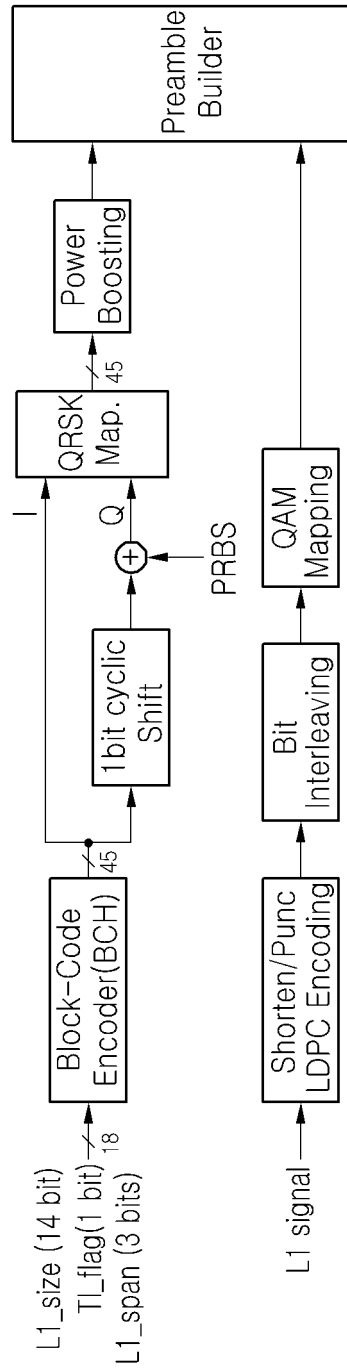 L1_size (14 bit)
TI_flag(1 bit)
L1_span (3 bits)
18
Block-Code
Encoder(BCH)
45
1bit cyclic
Shift
PRBS
I
Q
QRSK
Map.
45
Power
Boosting
Preamble
Builder
L1 signal
Shorten/Punc
LDPC Encoding
Bit
Interleaving
QAM
Mapping